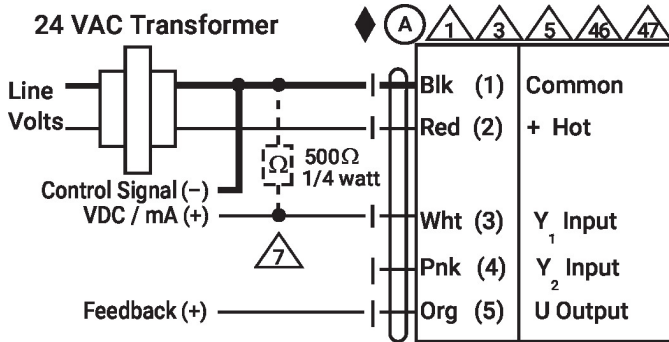 24 VAC Transformer
A 1 3 5 46 47
Line
Volts
Blk (1) Common
Red (2) + Hot
Ω 500Ω
1/4 watt
Control Signal (−)
VDC / mA (+)
Wht (3) Y1 Input
7
Pnk (4) Y2 Input
Feedback (+)
Org (5) U Output